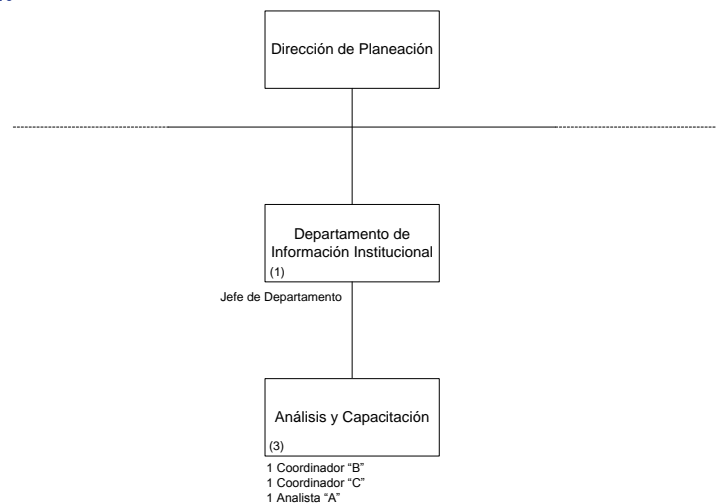 Dirección de Planeación
Departamento de
Información Institucional
(1)
Jefe de Departamento
Análisis y Capacitación
(3)
1 Coordinador “B”
1 Coordinador “C”
1 Analista “A”